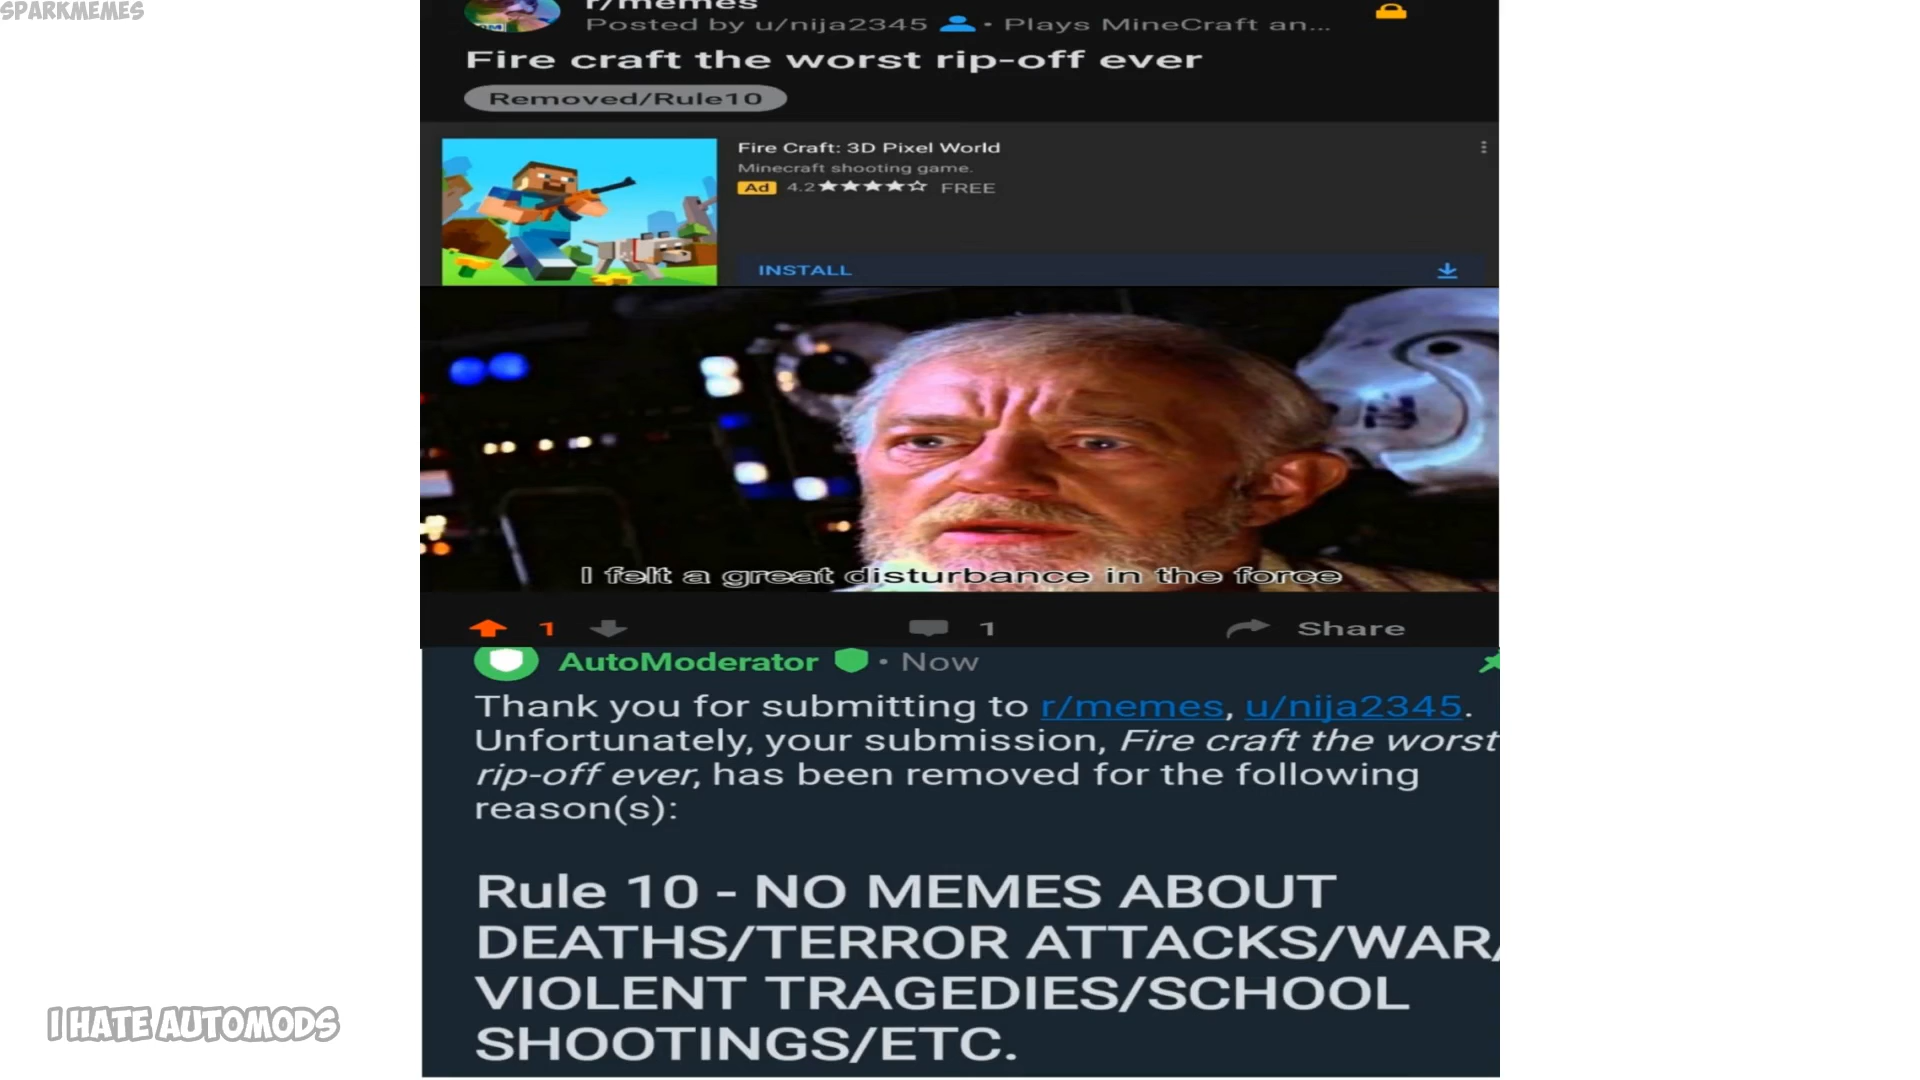 SPARKMEMES
r/memes
Posted by u/nija2345 • Plays MineCraft an...
Fire craft the worst rip-off ever
Removed/Rule10
Fire Craft: 3D Pixel World
Minecraft shooting game.
Ad 4.2 FREE
INSTALL
I felt a great disturbance in the force
1 1 Share
AutoModerator • Now
Thank you for submitting to r/memes, u/nija2345.
Unfortunately, your submission, Fire craft the worst
rip-off ever, has been removed for the following
reason(s):
Rule 10 - NO MEMES ABOUT
DEATHS/TERROR ATTACKS/WAR/
VIOLENT TRAGEDIES/SCHOOL
SHOOTINGS/ETC.
I HATE AUTOMODS